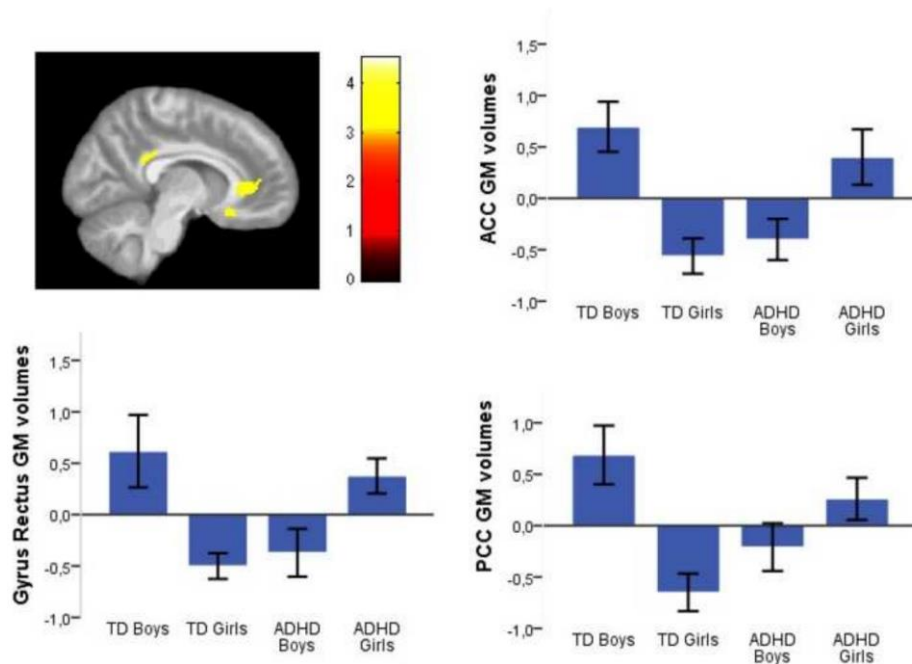 4
3
2
1
0
ACC GM volumes
1,5
1,0
0,5
0,0
-0,5
-1,0
TD Boys
TD Girls
ADHD
Boys
ADHD
Girls
Gyrus Rectus GM volumes
1,5
1,0
0,5
0,0
-0,5
-1,0
TD Boys
TD Girls
ADHD
Boys
ADHD
Girls
PCC GM volumes
1,0
0,5
0,0
-0,5
-1,0
TD Boys
TD Girls
ADHD
Boys
ADHD
Girls